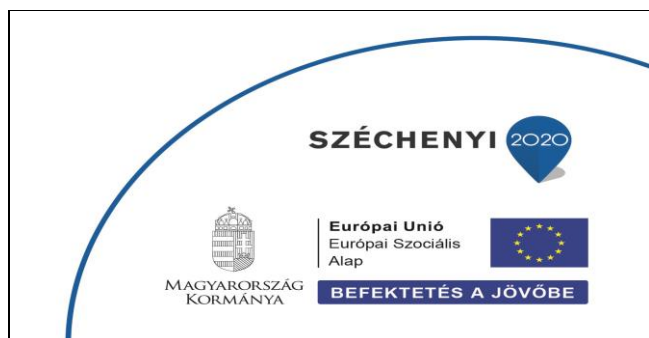 SZÉCHENYI 2020
Európai Unió
Európai Szociális
Alap
MAGYARORSZÁG
KORMÁNYA
BEFEKTETÉS A JÖVŐBE